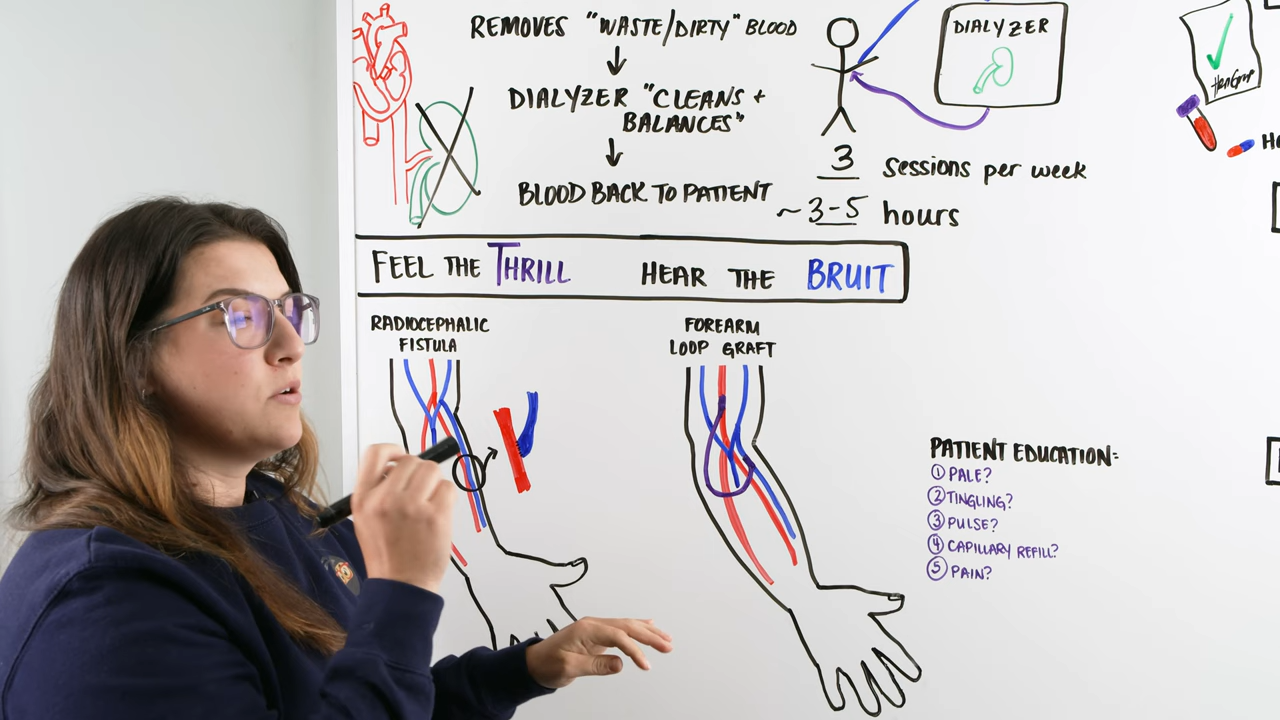 REMOVES "WASTE/DIRTY" BLOOD
DIALYZER "CLEANS +
BALANCES"
BLOOD BACK TO PATIENT
DIALYZER
3 sessions per week
~3-5 hours
FEEL THE THRILL HEAR THE BRUIT
RADIOCEPHALIC
FISTULA
FOREARM
LOOP GRAFT
PATIENT EDUCATION:
① PALE?
② TINGLING?
③ PULSE?
④ CAPILLARY REFILL?
⑤ PAIN?